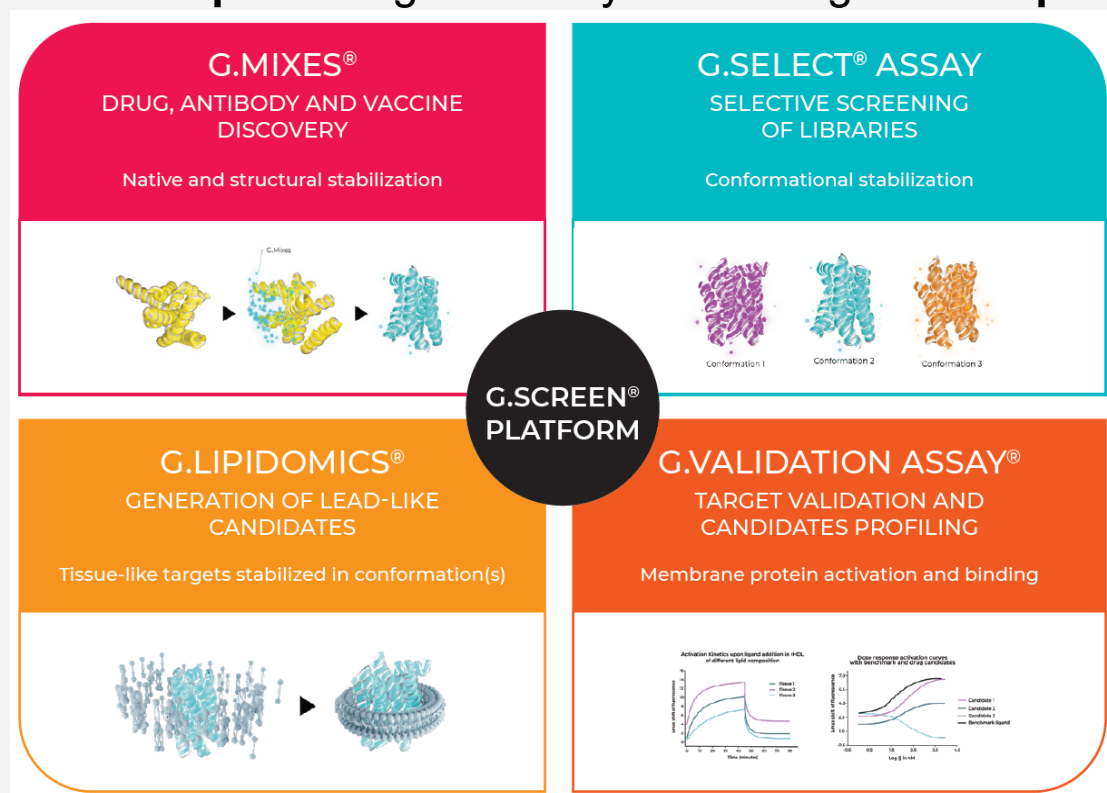 G.MIXES®
DRUG, ANTIBODY AND VACCINE
DISCOVERY
Native and structural stabilization
G.Mixes
G.SELECT® ASSAY
SELECTIVE SCREENING
OF LIBRARIES
Conformational stabilization
Conformation 1
Conformation 2
Conformation 3
G.SCREEN®
PLATFORM
G.LIPIDOMICS®
GENERATION OF LEAD-LIKE
CANDIDATES
Tissue-like targets stabilized in conformation(s)
G.VALIDATION ASSAY®
TARGET VALIDATION AND
CANDIDATES PROFILING
Membrane protein activation and binding
Activation Kinetics upon ligand addition in rHDL
of different lipid composition
Tissue 1
Tissue 2
Tissue 3
Time (minutes)
Dose response activation curves
with benchmark and drug candidates
Candidate 1
Candidate 2
Candidate 3
Benchmark ligand